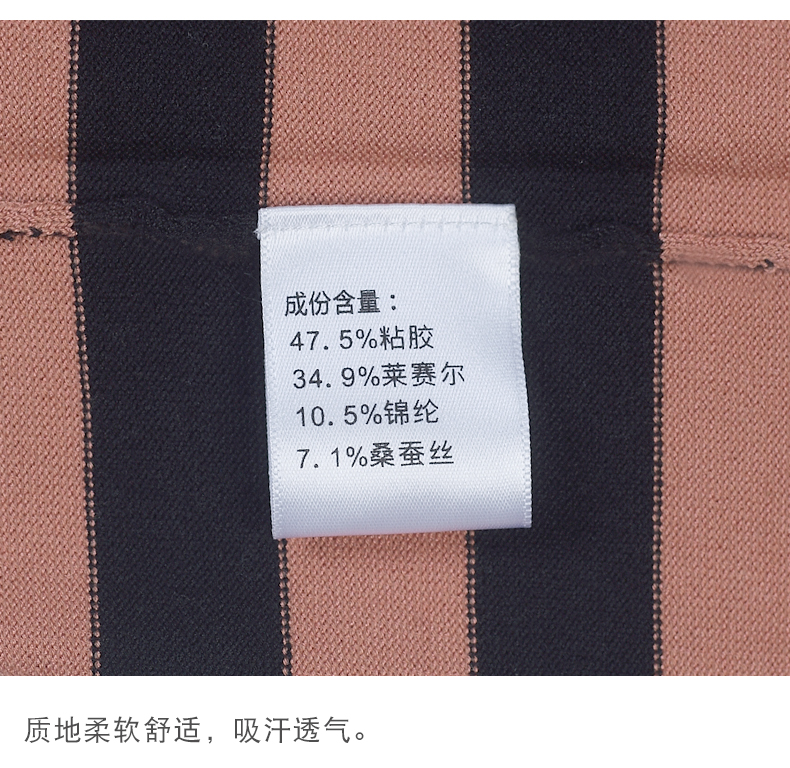 成份含量：
47.5%粘胶
34.9%莱赛尔
10.5%锦纶
7.1%桑蚕丝
质地柔软舒适，吸汗透气。